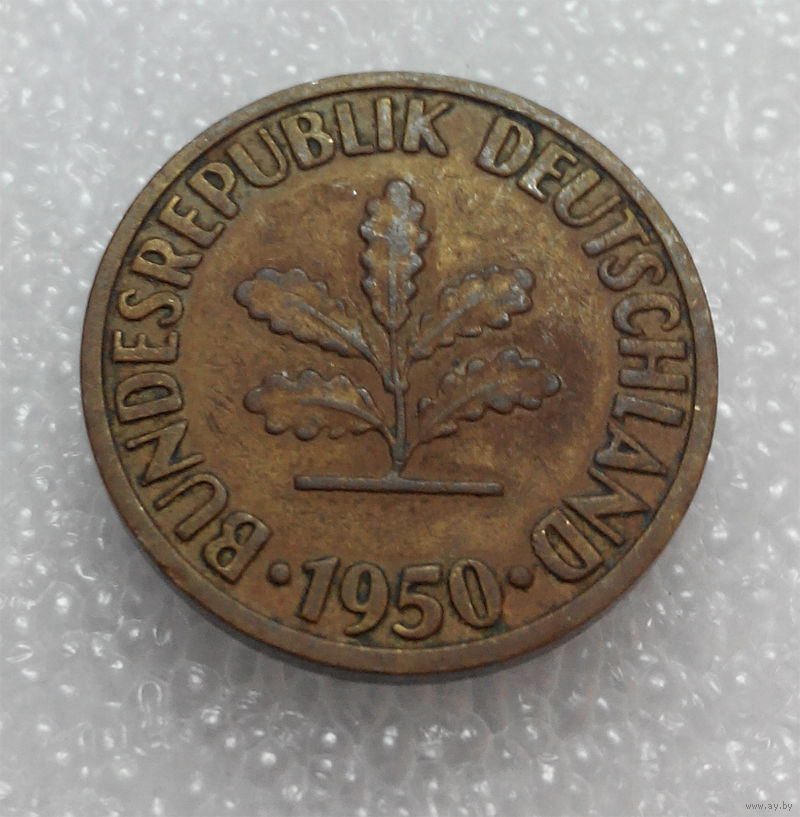 BUNDESREPUBLIK DEUTSCHLAND
· 1950 ·
www.ay.by